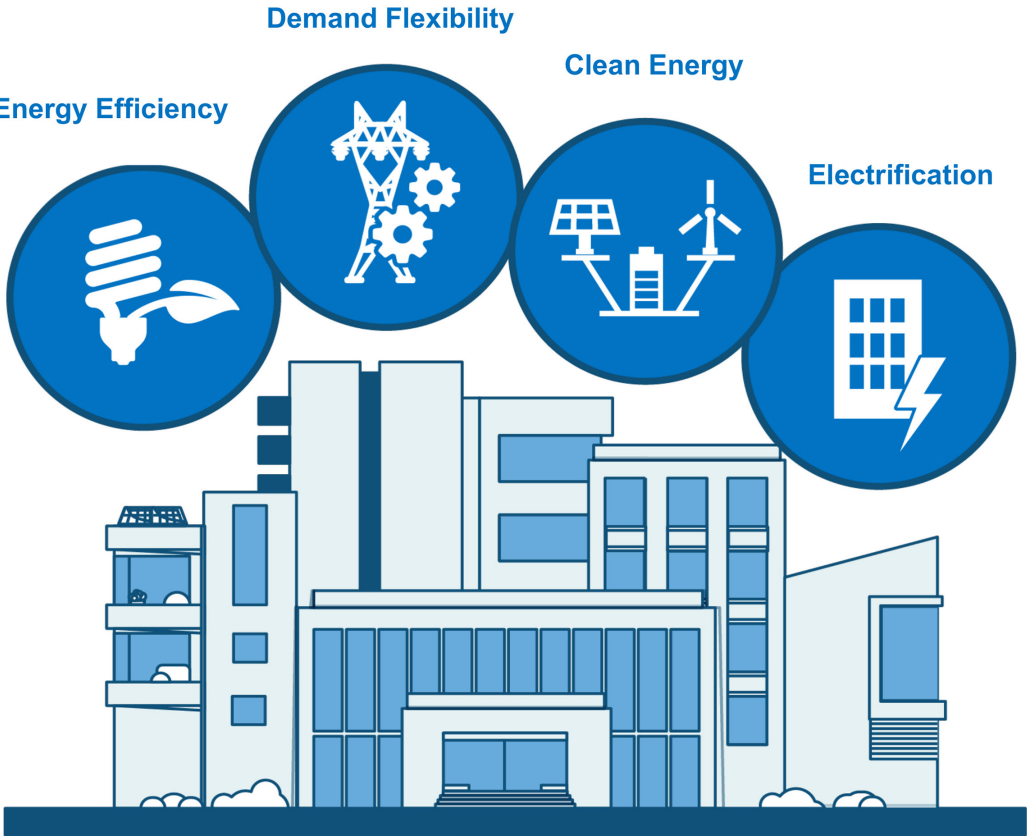 Demand Flexibility
Clean Energy
Energy Efficiency
Electrification